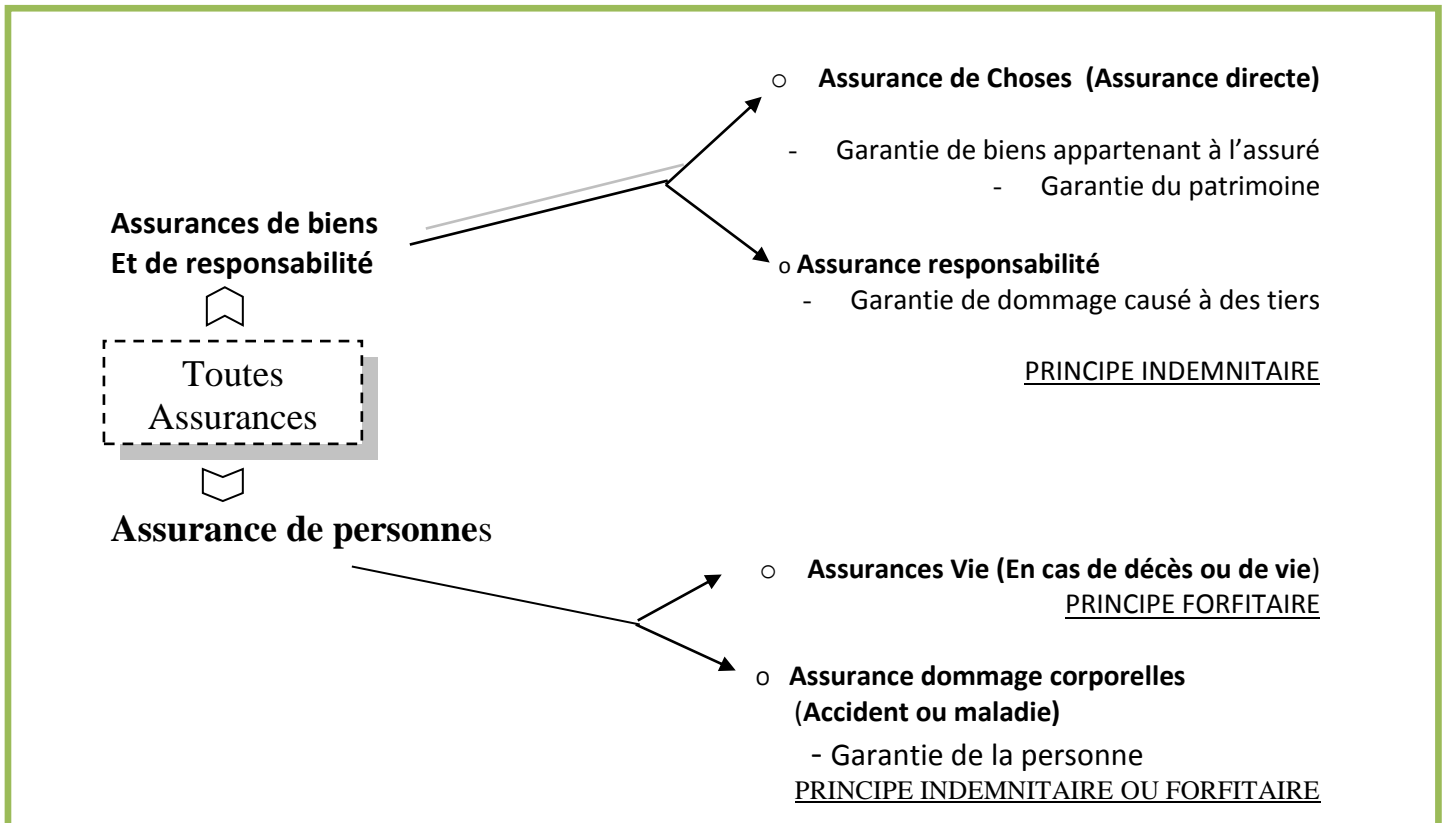 o Assurance de Choses (Assurance directe)
- Garantie de biens appartenant à l’assuré
- Garantie du patrimoine
Assurances de biens
Et de responsabilité
o Assurance responsabilité
- Garantie de dommage causé à des tiers
PRINCIPE INDEMNITAIRE
Toutes
Assurances
Assurance de personnes
o Assurances Vie (En cas de décès ou de vie)
PRINCIPE FORFITAIRE
o Assurance dommage corporelles
(Accident ou maladie)
- Garantie de la personne
PRINCIPE INDEMNITAIRE OU FORFITAIRE